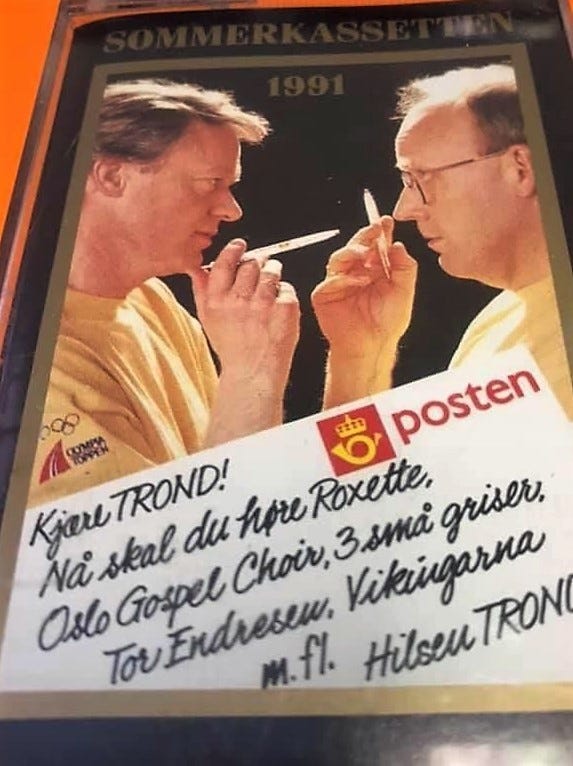 SOMMERKASSETTEN
1991
OLYMPIA
TOPPEN
posten
Kjære TROND!
Nå skal du høre Roxette,
Oslo Gospel Choir, 3 små griser,
Tor Endresen, Vikingarna
m.fl. Hilsen TROND